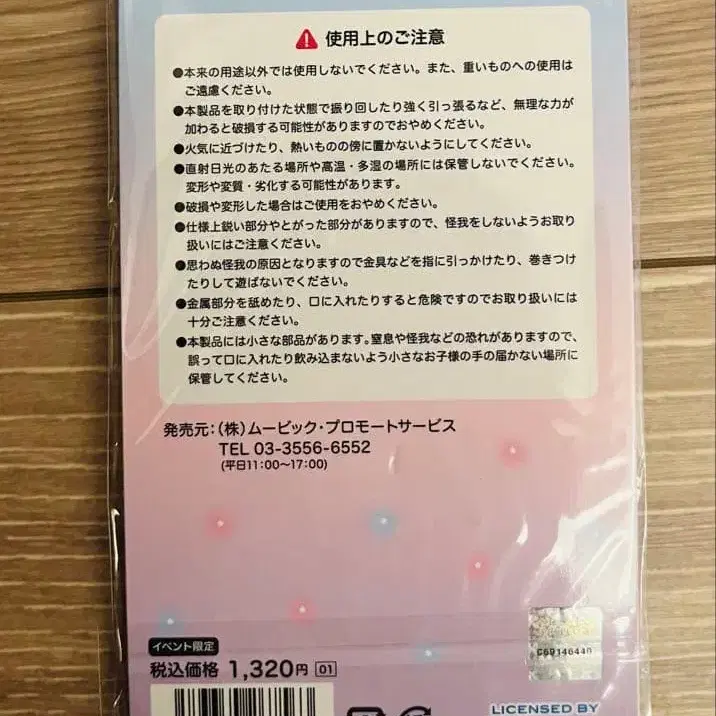 使用上のご注意
●本来の用途以外では使用しないでください。また、重いものへの使用は
ご遠慮ください。
●本製品を取り付けた状態で振り回したり強く引っ張るなど、無理な力が
加わると破損する可能性がありますのでおやめください。
●火気に近づけたり、熱いものの傍に置かないようにしてください。
●直射日光のあたる場所や高温・多湿の場所には保管しないでください。
変形や変質・劣化する可能性があります。
●破損や変形した場合はご使用をおやめください。
●仕様上鋭い部分やとがった部分がありますので、怪我をしないようお取り
扱いにはご注意ください。
●思わぬ怪我の原因となりますので金具などを指に引っかけたり、巻きつけ
たりして遊ばないでください。
●金属部分を舐めたり、口に入れたりすると危険ですのでお取り扱いには
十分ご注意ください。
●本製品には小さな部品があります。窒息や怪我などの恐れがありますので、
誤って口に入れたり飲み込まないよう小さなお子様の手の届かない場所に
保管してください。
発売元:(株)ムービック・プロモートサービス
TEL 03-3556-6552
(平日11:00〜17:00)
イベント限定
税込価格 1,320円 01
LICENSED BY